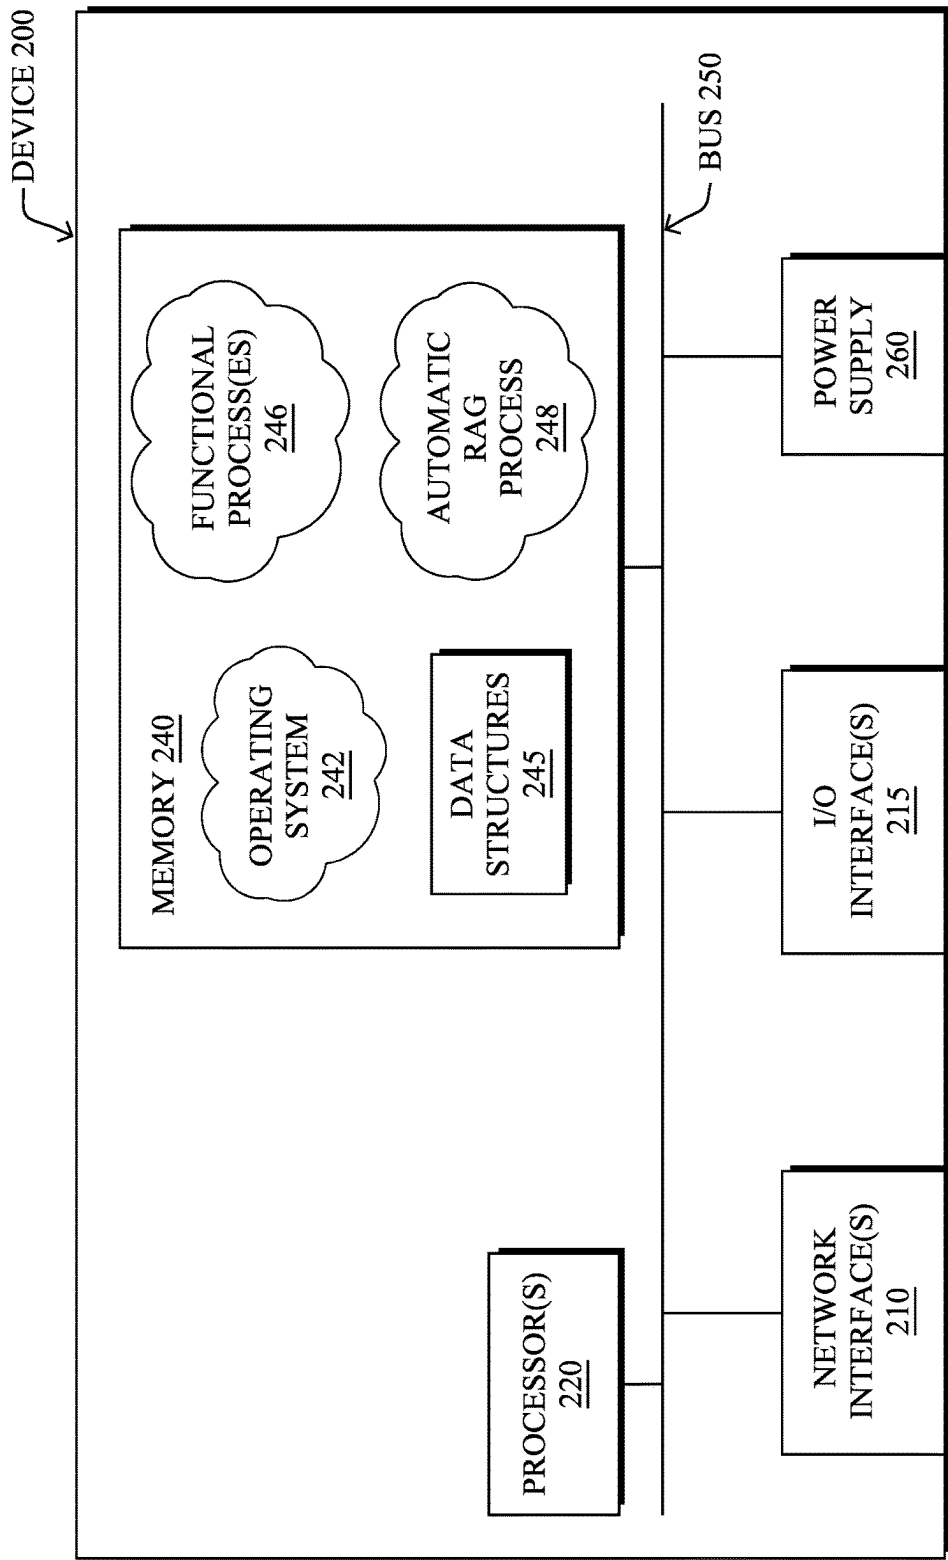 DEVICE 200
MEMORY 240
OPERATING
SYSTEM
242
FUNCTIONAL
PROCESS(ES)
246
DATA
STRUCTURES
245
AUTOMATIC
RAG
PROCESS
248
PROCESSOR(S)
220
BUS 250
NETWORK
INTERFACE(S)
210
I/O
INTERFACE(S)
215
POWER
SUPPLY
260